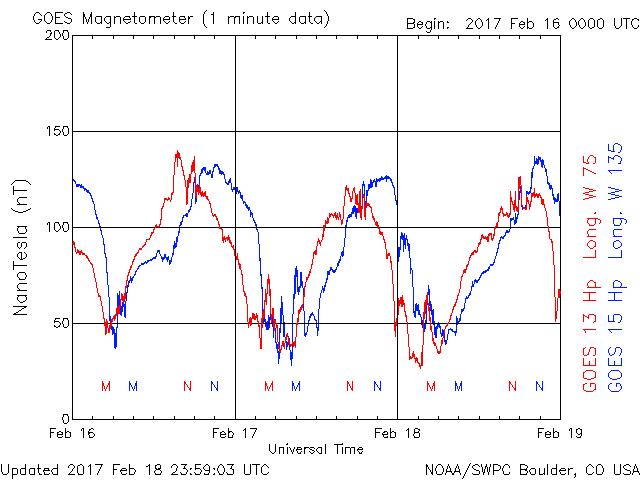 GOES Magnetometer (1 minute data)
Begin: 2017 Feb 16 0000 UTC
200
150
100
50
0
NanoTesla (nT)
GOES 13 Hp Long. W 75
GOES 15 Hp Long. W 135
M M N N M M N N M M N N
Feb 16 Feb 17 Feb 18 Feb 19
Universal Time
Updated 2017 Feb 18 23:59:03 UTC
NOAA/SWPC Boulder, CO USA